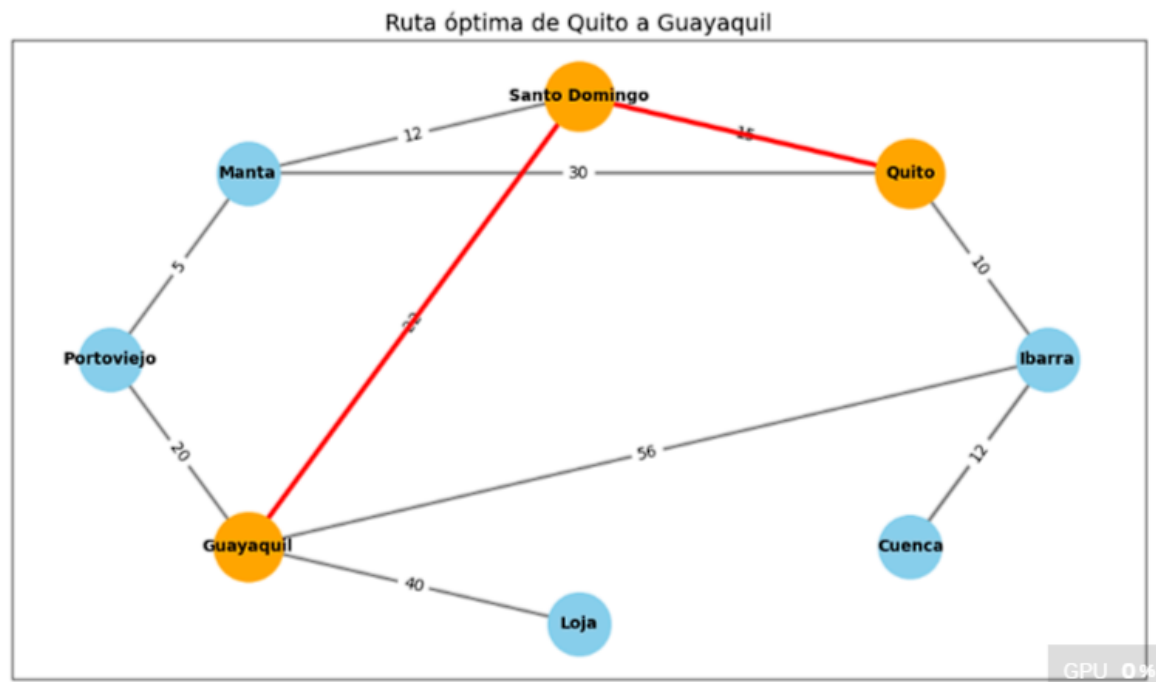 Ruta óptima de Quito a Guayaquil
Santo Domingo
12
15
Manta
30
Quito
5
10
22
Portoviejo
Ibarra
20
56
12
Guayaquil
Cuenca
40
Loja
GPU 0%